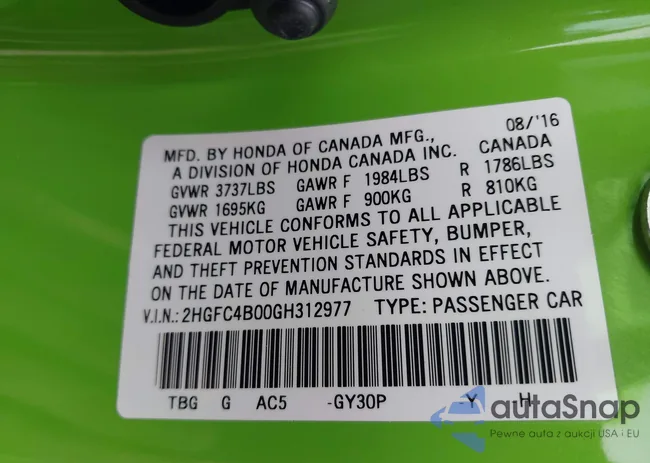 MFD. BY HONDA OF CANADA MFG., 08/'16
A DIVISION OF HONDA CANADA INC. CANADA
GVWR 3737LBS GAWR F 1984LBS R 1786LBS
GVWR 1695KG GAWR F 900KG R 810KG
THIS VEHICLE CONFORMS TO ALL APPLICABLE
FEDERAL MOTOR VEHICLE SAFETY, BUMPER,
AND THEFT PREVENTION STANDARDS IN EFFECT
ON THE DATE OF MANUFACTURE SHOWN ABOVE.
V.I.N.: 2HGFC4B00GH312977 TYPE: PASSENGER CAR
TBG G AC5 -GY30P -Y H
autaSnap
Pewne auta z aukcji USA i EU